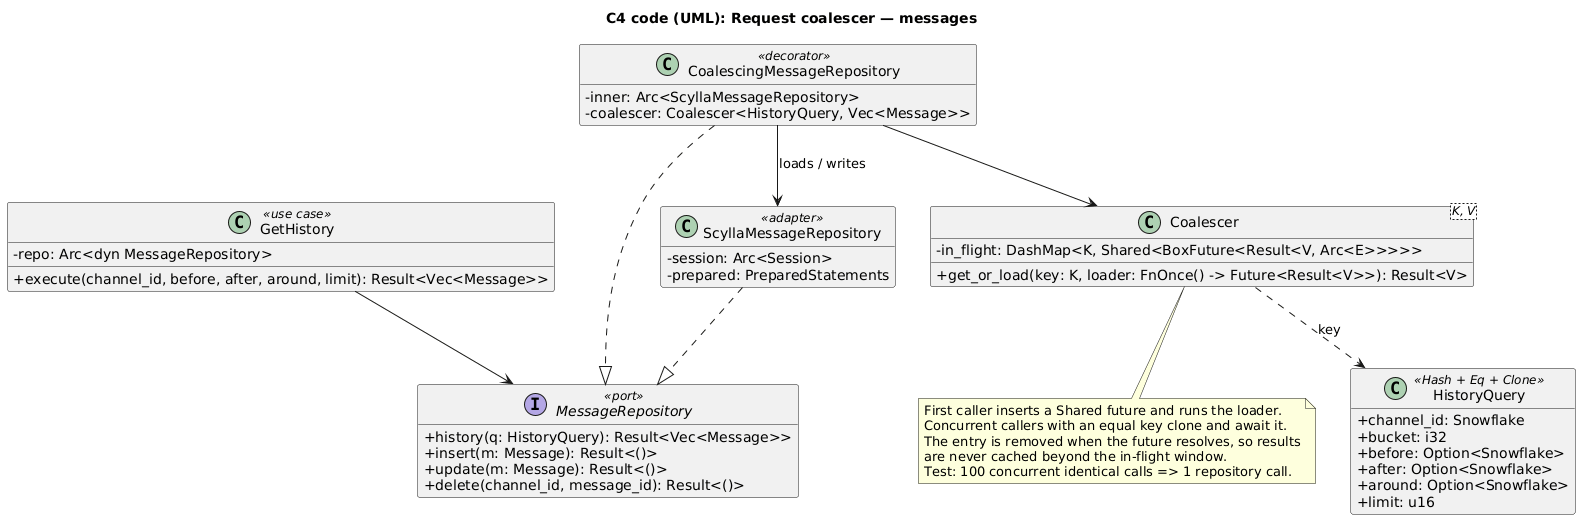 C4 code (UML): Request coalescer — messages
C
«decorator»
CoalescingMessageRepository
-inner: Arc<ScyllaMessageRepository>
-coalescer: Coalescer<HistoryQuery, Vec<Message>>
loads / writes
C
«use case»
GetHistory
-repo: Arc<dyn MessageRepository>
+execute(channel_id, before, after, around, limit): Result<Vec<Message>>
C
«adapter»
ScyllaMessageRepository
-session: Arc<Session>
-prepared: PreparedStatements
K, V
C
Coalescer
-in_flight: DashMap<K, Shared<BoxFuture<Result<V, Arc<E>>>>>
+get_or_load(key: K, loader: FnOnce() -> Future<Result<V>>): Result<V>
key
I
«port»
MessageRepository
+history(q: HistoryQuery): Result<Vec<Message>>
+insert(m: Message): Result<()>
+update(m: Message): Result<()>
+delete(channel_id, message_id): Result<()>
First caller inserts a Shared future and runs the loader.
Concurrent callers with an equal key clone and await it.
The entry is removed when the future resolves, so results
are never cached beyond the in-flight window.
Test: 100 concurrent identical calls => 1 repository call.
C
«Hash + Eq + Clone»
HistoryQuery
+channel_id: Snowflake
+bucket: i32
+before: Option<Snowflake>
+after: Option<Snowflake>
+around: Option<Snowflake>
+limit: u16